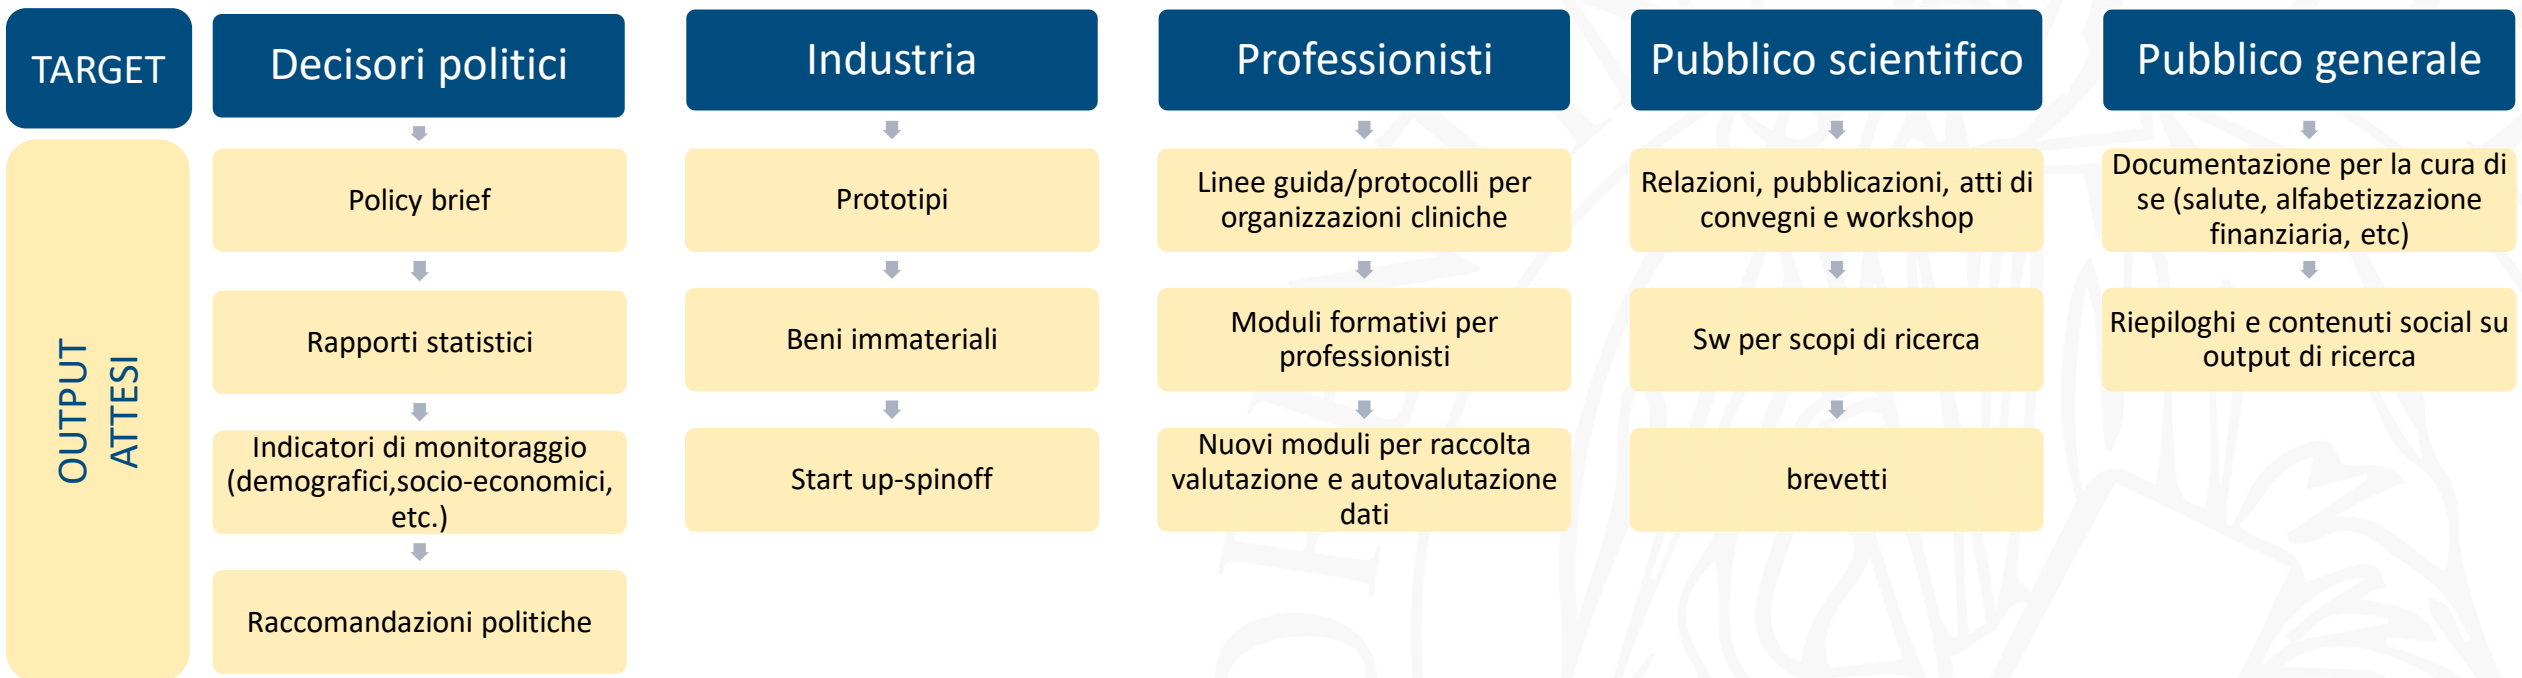 TARGET
Decisori politici
Industria
Professionisti
Pubblico scientifico
Pubblico generale
OUTPUT
ATTESI
Policy brief
Rapporti statistici
Indicatori di monitoraggio
(demografici,socio-economici,
etc.)
Raccomandazioni politiche
Prototipi
Beni immateriali
Start up-spinoff
Linee guida/protocolli per
organizzazioni cliniche
Moduli formativi per
professionisti
Nuovi moduli per raccolta
valutazione e autovalutazione
dati
Relazioni, pubblicazioni, atti di
convegni e workshop
Sw per scopi di ricerca
brevetti
Documentazione per la cura di
se (salute, alfabetizzazione
finanziaria, etc)
Riepiloghi e contenuti social su
output di ricerca